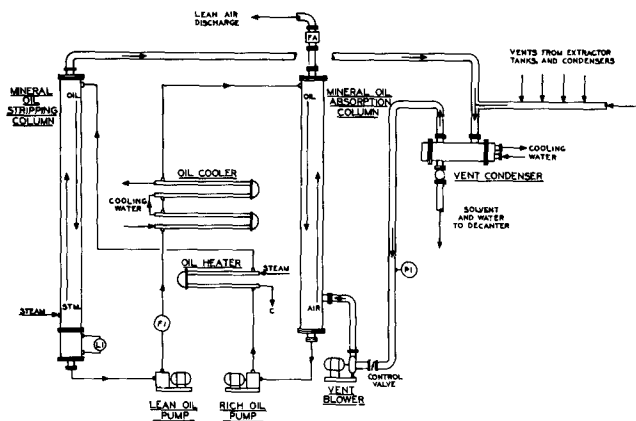 LEAN AIR
DISCHARGE
FA
VENTS FROM EXTRACTOR
TANKS, AND CONDENSERS
MINERAL OIL
STRIPPING
COLUMN
OIL
OIL
MINERAL OIL
ABSORPTION
COLUMN
COOLING
WATER
VENT CONDENSER
OIL COOLER
COOLING
WATER
SOLVENT
AND WATER
TO DECANTER
OIL HEATER
STEAM
C
PI
STEAM
STM.
AIR
FI
LI
CONTROL
VALVE
VENT
BLOWER
LEAN OIL
PUMP
RICH OIL
PUMP